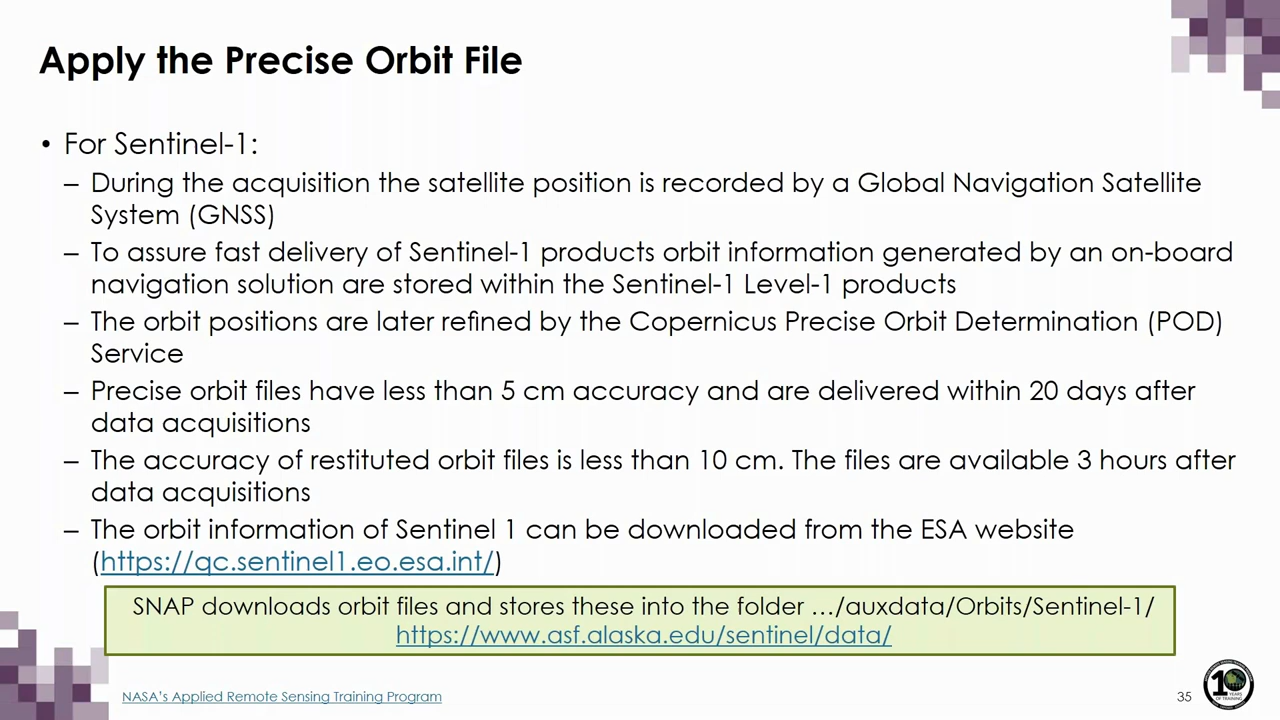 Apply the Precise Orbit File
• For Sentinel-1:
– During the acquisition the satellite position is recorded by a Global Navigation Satellite
System (GNSS)
– To assure fast delivery of Sentinel-1 products orbit information generated by an on-board
navigation solution are stored within the Sentinel-1 Level-1 products
– The orbit positions are later refined by the Copernicus Precise Orbit Determination (POD)
Service
– Precise orbit files have less than 5 cm accuracy and are delivered within 20 days after
data acquisitions
– The accuracy of restituted orbit files is less than 10 cm. The files are available 3 hours after
data acquisitions
– The orbit information of Sentinel 1 can be downloaded from the ESA website
(https://qc.sentinel1.eo.esa.int/)
SNAP downloads orbit files and stores these into the folder …/auxdata/Orbits/Sentinel-1/
https://www.asf.alaska.edu/sentinel/data/
NASA's Applied Remote Sensing Training Program
35
10
YEARS
OF TRAINING